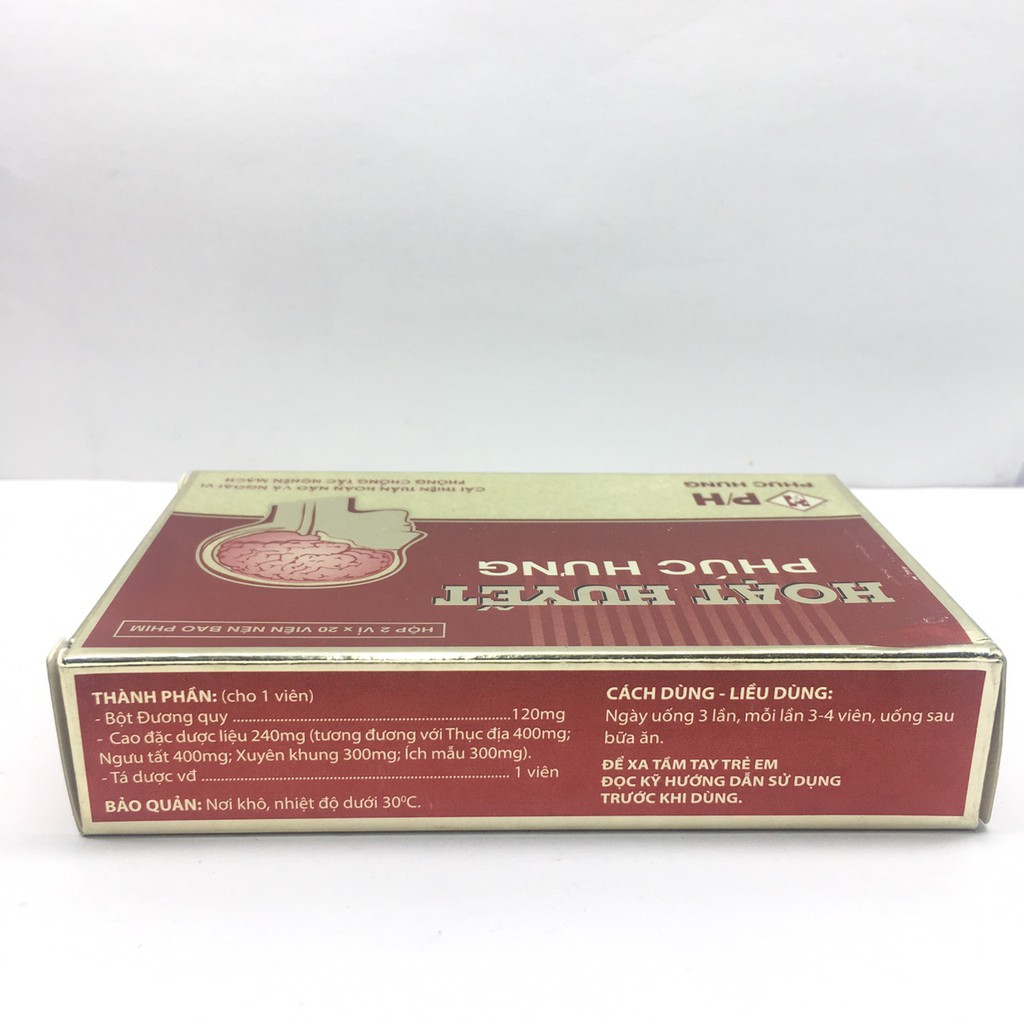 CẢI THIỆN TUẦN HOÀN NÃO VÀ NGOẠI VI
PHÒNG CHỐNG TẮC NGHẼN MẠCH
P/H
PHUC HUNG
HOẠT HUYẾT
PHÚC HƯNG
HỘP 2 VỈ x 20 VIÊN NÉN BAO PHIM
THÀNH PHẦN: (cho 1 viên)
- Bột Đương quy ........................................................120mg
- Cao đặc dược liệu 240mg (tương đương với Thục địa 400mg;
Ngưu tất 400mg; Xuyên khung 300mg; Ích mẫu 300mg).
- Tá dược vđ .............................................................. 1 viên
BẢO QUẢN: Nơi khô, nhiệt độ dưới 30⁰C.
CÁCH DÙNG - LIỀU DÙNG:
Ngày uống 3 lần, mỗi lần 3-4 viên, uống sau
bữa ăn.
ĐỂ XA TẦM TAY TRẺ EM
ĐỌC KỸ HƯỚNG DẪN SỬ DỤNG
TRƯỚC KHI DÙNG.